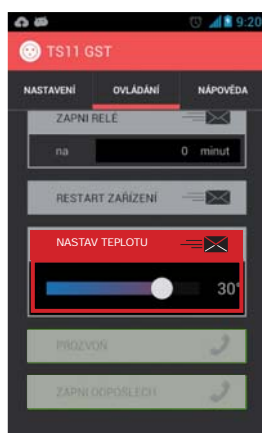 9:20
TS11 GST
NASTAVENÍ OVLÁDÁNÍ NÁPOVĚDA
ZAPNI RELÉ
na 0 minut
RESTART ZAŘÍZENÍ
NASTAV TEPLOTU
30°
PROZVOŇ
ZAPNI ODPOSLECH